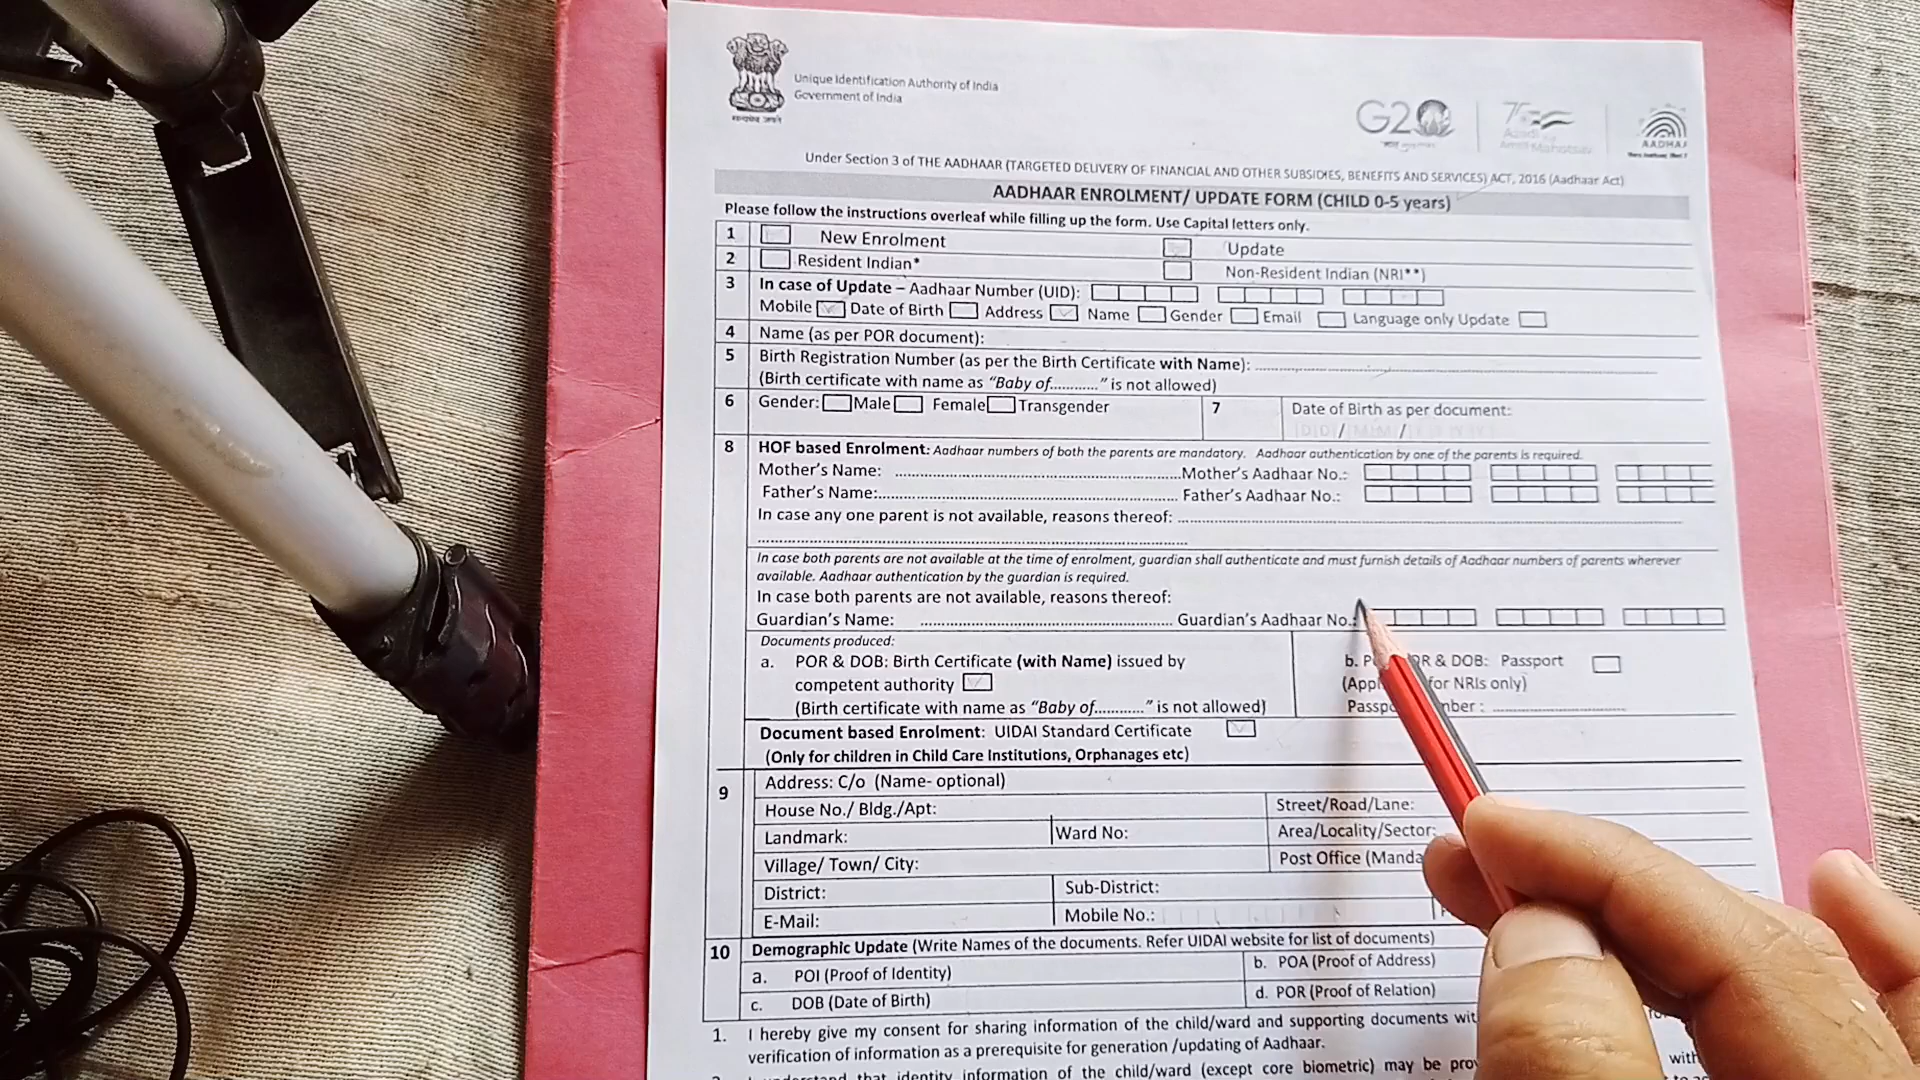 Unique Identification Authority of India
Government of India
G20
AADHAAR
Under Section 3 of THE AADHAAR (TARGETED DELIVERY OF FINANCIAL AND OTHER SUBSIDIES, BENEFITS AND SERVICES) ACT, 2016 (Aadhaar Act)
AADHAAR ENROLMENT/ UPDATE FORM (CHILD 0-5 years)
Please follow the instructions overleaf while filling up the form. Use Capital letters only.
1 New Enrolment Update
2 Resident Indian* Non-Resident Indian (NRI**)
3 In case of Update – Aadhaar Number (UID):
Mobile Date of Birth Address Name Gender Email Language only Update
4 Name (as per POR document):
5 Birth Registration Number (as per the Birth Certificate with Name): ..........
(Birth certificate with name as “Baby of............” is not allowed)
6 Gender: Male Female Transgender 7 Date of Birth as per document:
8 HOF based Enrolment: Aadhaar numbers of both the parents are mandatory. Aadhaar authentication by one of the parents is required.
Mother’s Name: ..........Mother’s Aadhaar No.:
Father’s Name:.......... Father’s Aadhaar No.:
In case any one parent is not available, reasons thereof: ..........
In case both parents are not available at the time of enrolment, guardian shall authenticate and must furnish details of Aadhaar numbers of parents wherever
available. Aadhaar authentication by the guardian is required.
In case both parents are not available, reasons thereof:
Guardian’s Name: .......... Guardian’s Aadhaar No.:
Documents produced:
a. POR & DOB: Birth Certificate (with Name) issued by
competent authority
(Birth certificate with name as “Baby of............” is not allowed)
b. & DOB: Passport
for NRIs only)
..........
Document based Enrolment: UIDAI Standard Certificate
(Only for children in Child Care Institutions, Orphanages etc)
9 Address: C/o (Name- optional)
House No./ Bldg./Apt: Street/Road/Lane:
Landmark: Ward No: Area/Locality/Sector:
Village/ Town/ City: Post Office
District: Sub-District:
E-Mail: Mobile No.:
10 Demographic Update (Write Names of the documents. Refer UIDAI website for list of documents)
a. POI (Proof of Identity) b. POA (Proof of Address)
c. DOB (Date of Birth) d. POR (Proof of Relation)
1. I hereby give my consent for sharing information of the child/ward and supporting documents
verification of information as a prerequisite for generation /updating of Aadhaar. with
that identity information of the child/ward (except core biometric) may be